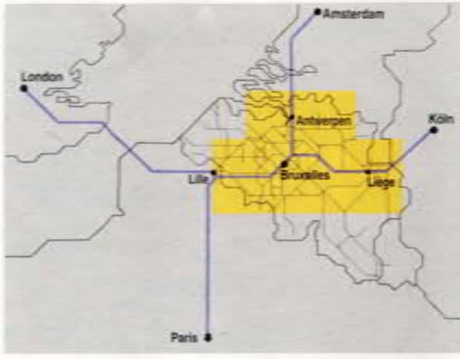 Amsterdam
London
Antwerpen
Köln
Lille
Bruxelles
Liège
Paris